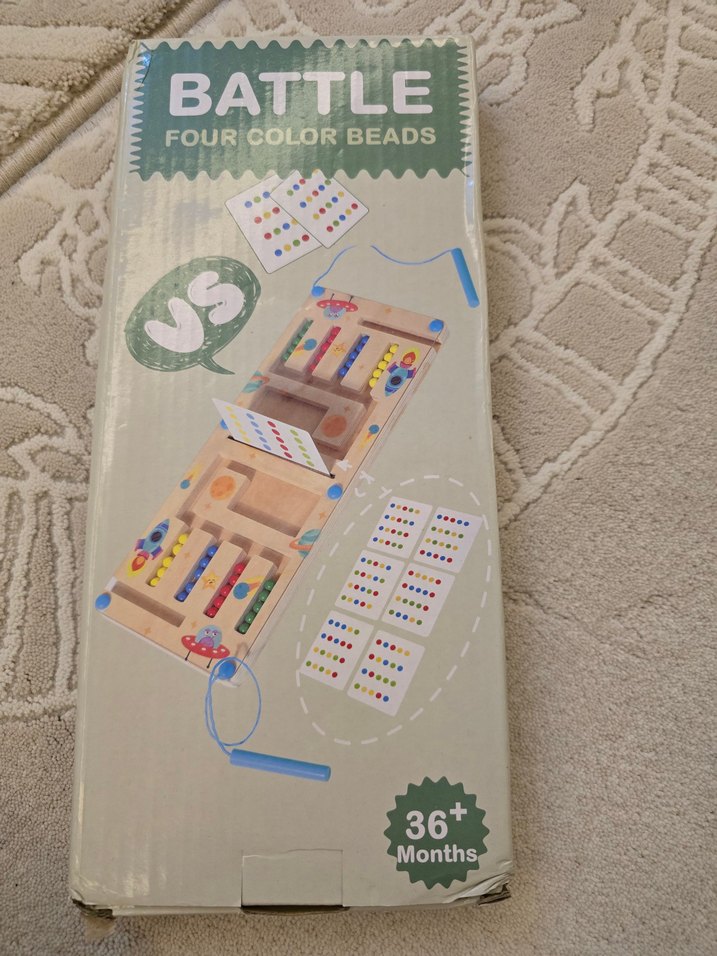 BATTLE
FOUR COLOR BEADS
VS
36+
Months